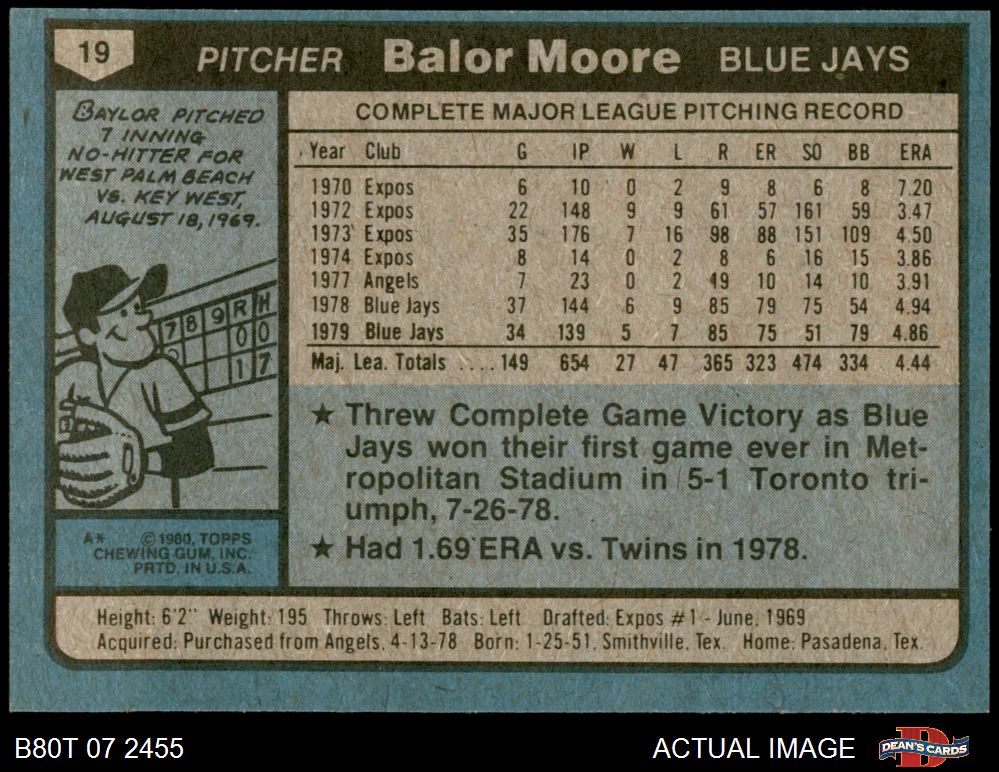 19 PITCHER Balor Moore BLUE JAYS
BAYLOR PITCHED
7 INNING
NO-HITTER FOR
WEST PALM BEACH
VS. KEY WEST,
AUGUST 18, 1969.
7 8 9 R H
0 0
1 7
A* © 1980, TOPPS
CHEWING GUM, INC.
PRTD. IN U.S.A.
COMPLETE MAJOR LEAGUE PITCHING RECORD
Year Club G IP W L R ER SO BB ERA
1970 Expos 6 10 0 2 9 8 6 8 7.20
1972 Expos 22 148 9 9 61 57 161 59 3.47
1973 Expos 35 176 7 16 98 88 151 109 4.50
1974 Expos 8 14 0 2 8 6 16 15 3.86
1977 Angels 7 23 0 2 19 10 14 10 3.91
1978 Blue Jays 37 144 6 9 85 79 75 54 4.94
1979 Blue Jays 34 139 5 7 85 75 51 79 4.86
Maj. Lea. Totals .... 149 654 27 47 365 323 474 334 4.44
★ Threw Complete Game Victory as Blue
Jays won their first game ever in Met-
ropolitan Stadium in 5-1 Toronto tri-
umph, 7-26-78.
★ Had 1.69 ERA vs. Twins in 1978.
Height: 6'2" Weight: 195 Throws: Left Bats: Left Drafted: Expos #1 - June, 1969
Acquired: Purchased from Angels, 4-13-78 Born: 1-25-51, Smithville, Tex. Home: Pasadena, Tex.
B80T 07 2455 ACTUAL IMAGE DEAN'S CARDS